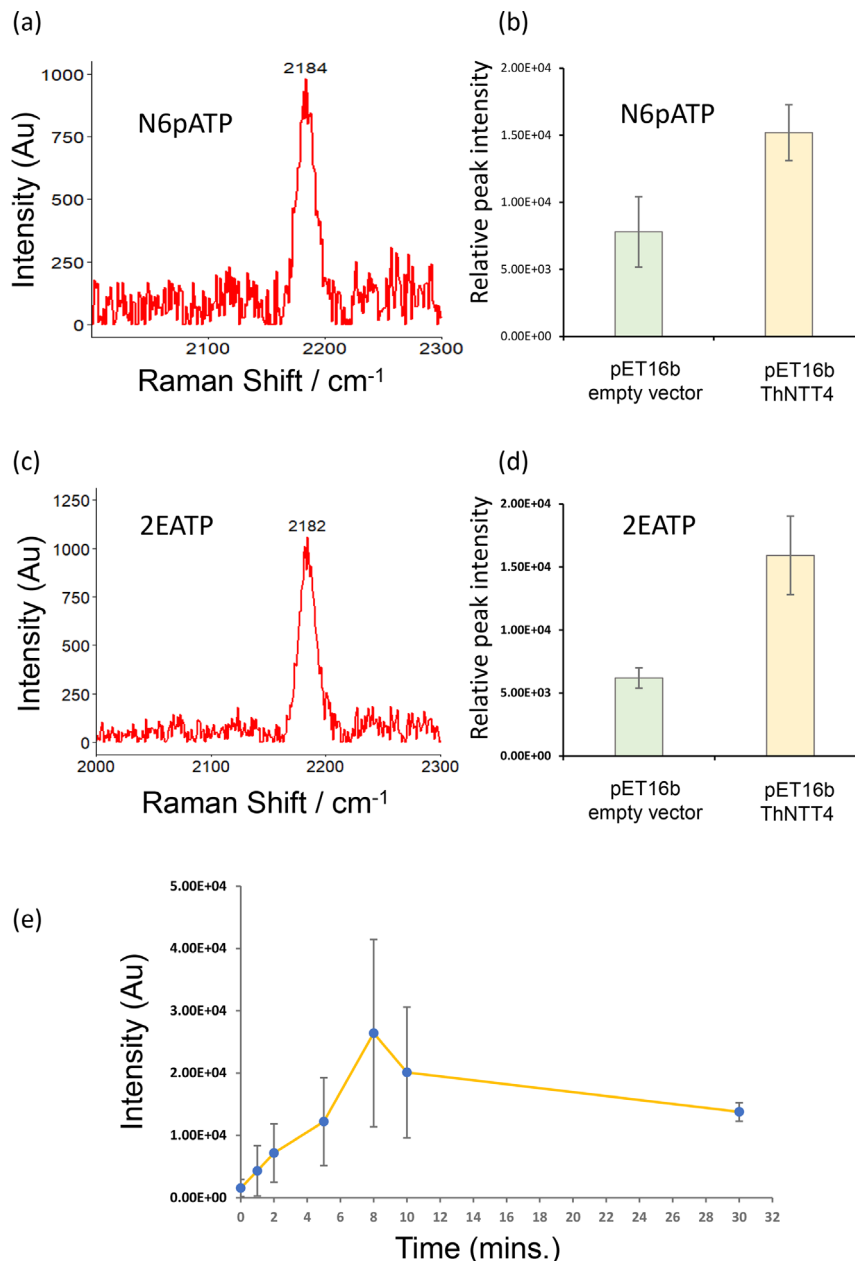 (a)
2184
1000
750
500
250
0
N6pATP
Intensity (Au)
2100
2200
2300
Raman Shift / cm-1
(b)
2.00E+04
1.50E+04
1.00E+04
5.00E+03
0.00E+00
N6pATP
Relative peak intensity
pET16b
empty vector
pET16b
ThNTT4
(c)
1250
1000
750
500
250
0
2EATP
2182
Intensity (Au)
2000
2100
2200
2300
Raman Shift / cm-1
(d)
2.00E+04
1.50E+04
1.00E+04
5.00E+03
0.00E+00
2EATP
Relative peak intensity
pET16b
empty vector
pET16b
ThNTT4
(e)
5.00E+04
4.00E+04
3.00E+04
2.00E+04
1.00E+04
0.00E+00
Intensity (Au)
0 2 4 6 8 10 12 14 16 18 20 22 24 26 28 30 32
Time (mins.)